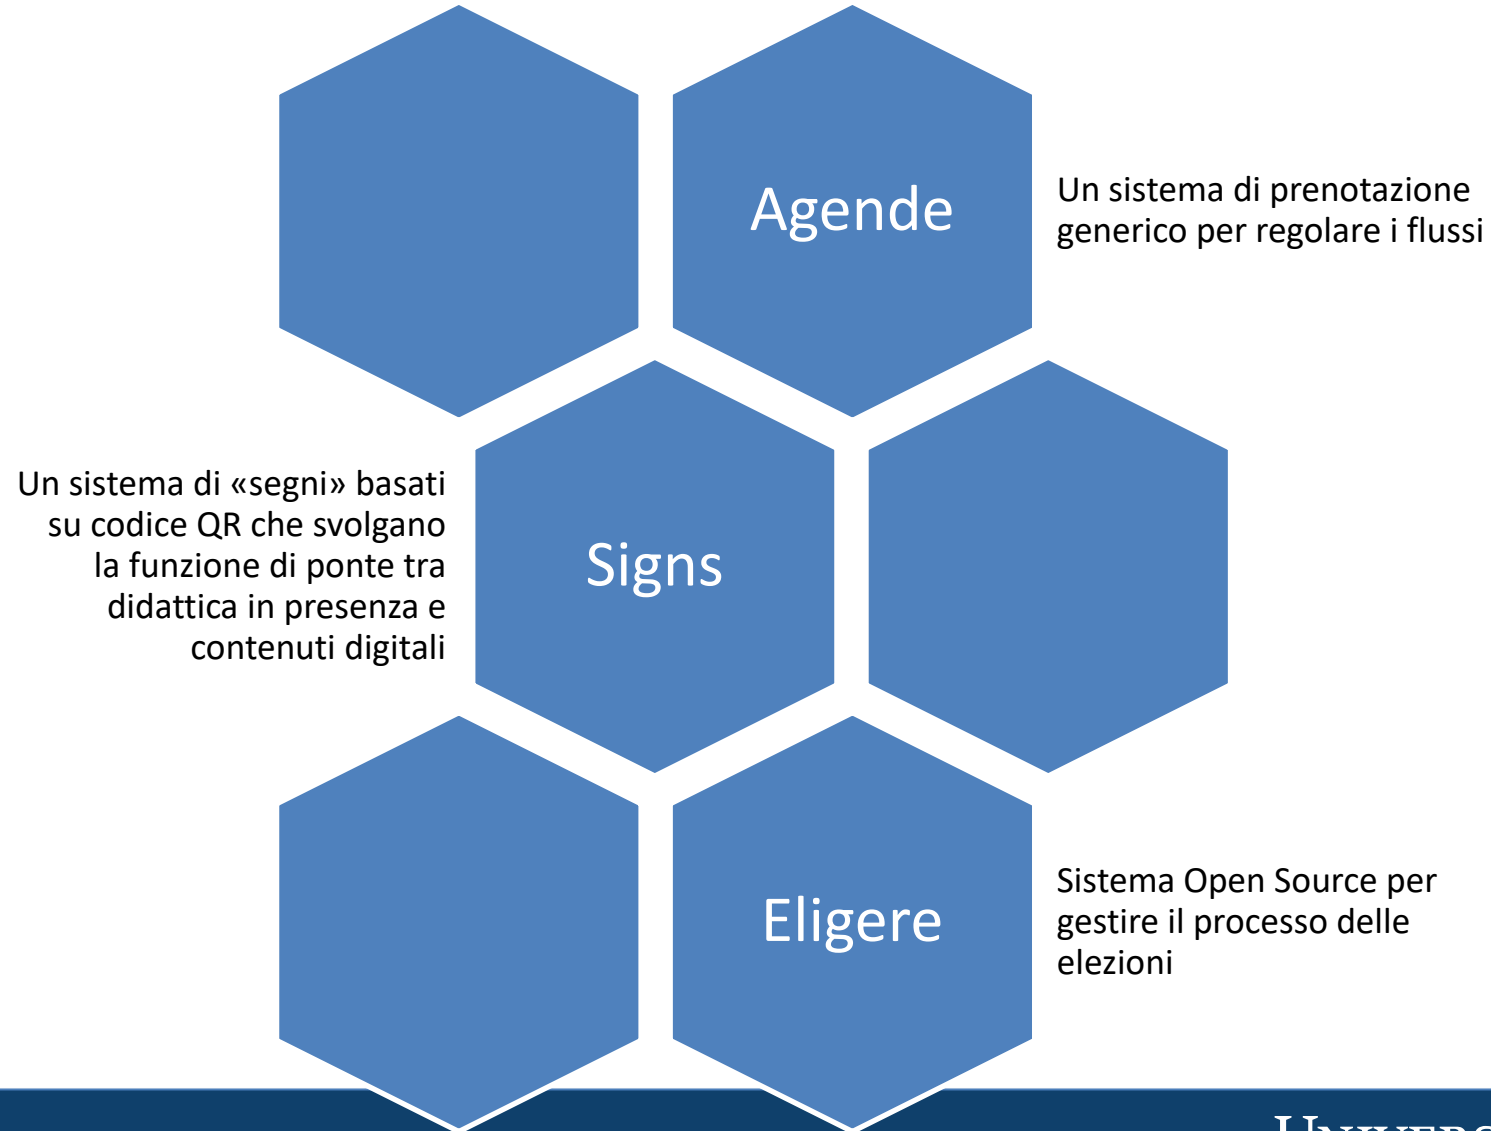 Agende
Un sistema di prenotazione
generico per regolare i flussi
Un sistema di «segni» basati
su codice QR che svolgano
la funzione di ponte tra
didattica in presenza e
contenuti digitali
Signs
Eligere
Sistema Open Source per
gestire il processo delle
elezioni